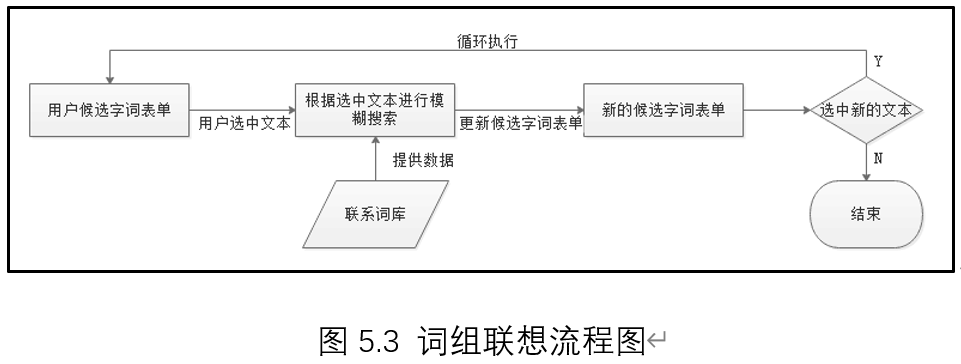 循环执行
Y
用户候选字词表单
用户选中文本
根据选中文本进行模
糊搜索
更新候选字词表单
新的候选字词表单
选中新的文本
提供数据
N
联系词库
结束
图 5.3 词组联想流程图